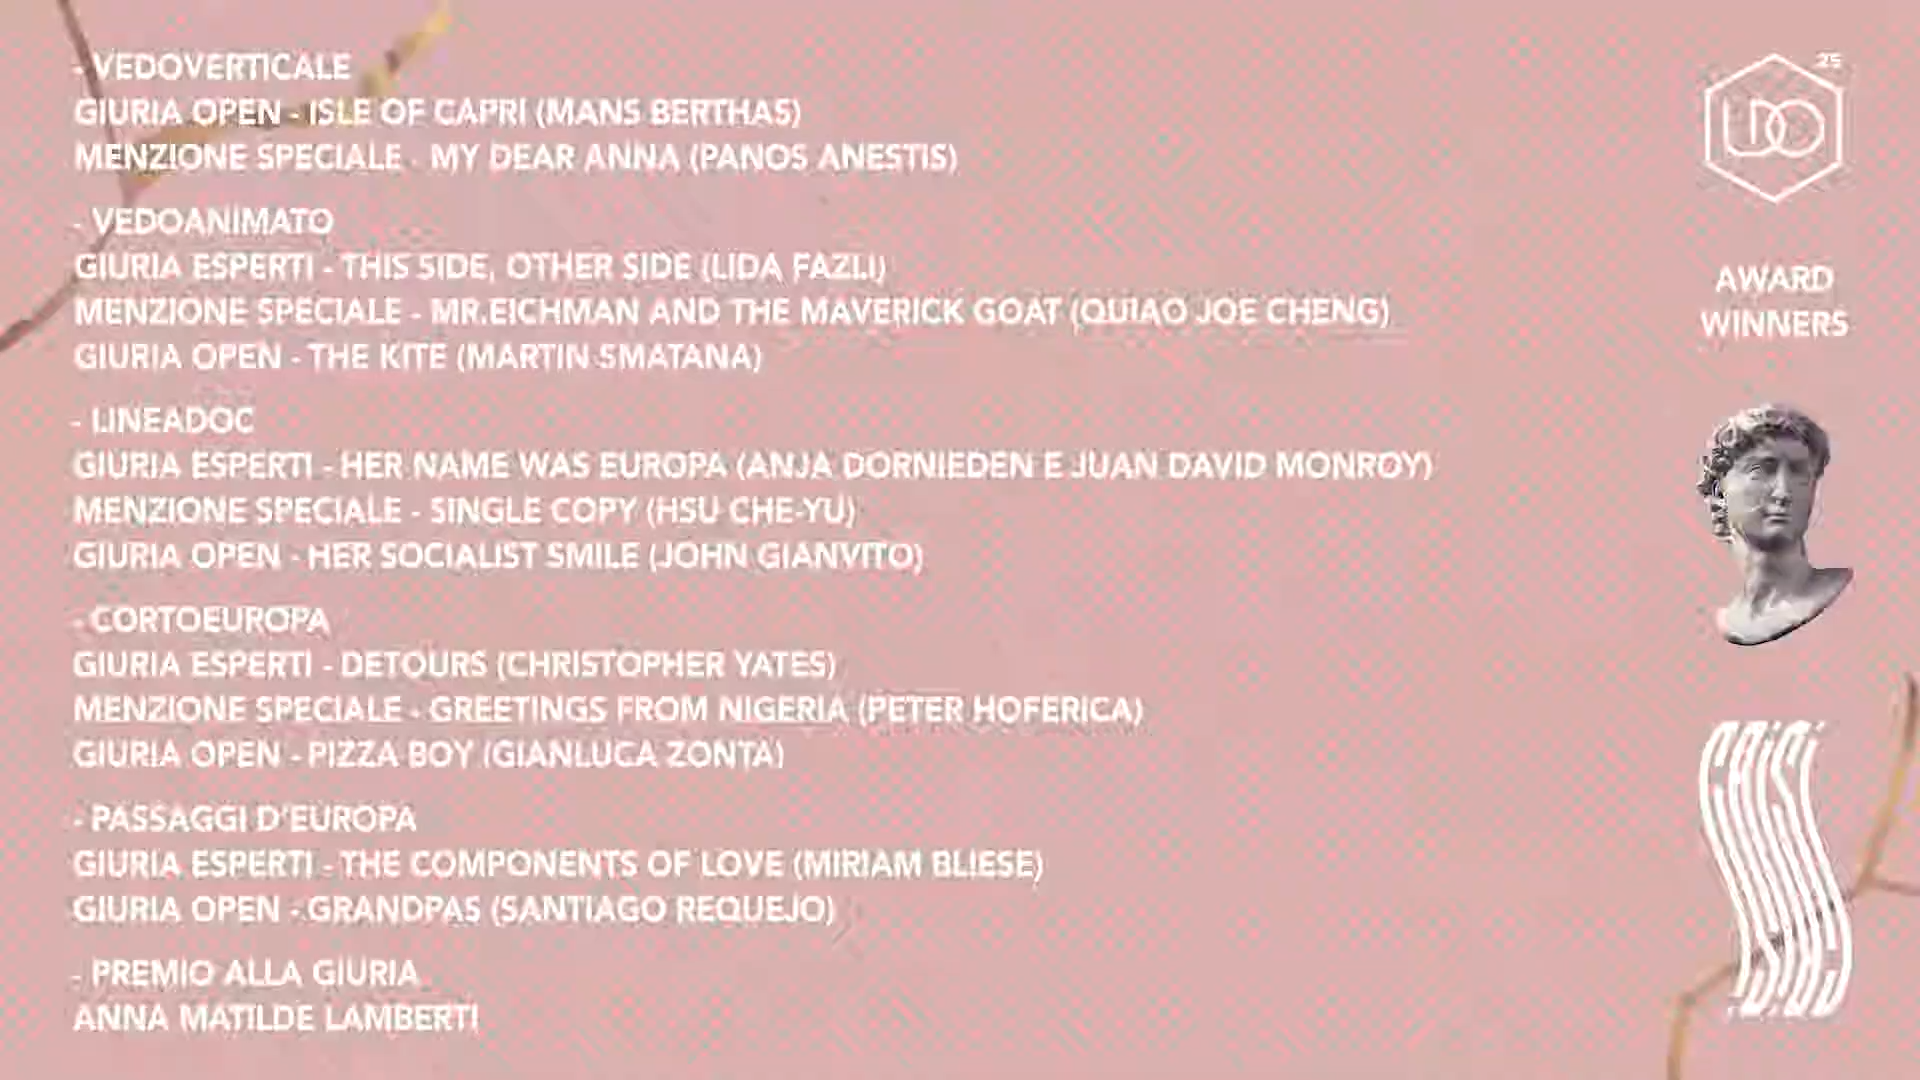 - VEDOVERTICALE
GIURIA OPEN - ISLE OF CAPRI (MANS BERTHAS)
MENZIONE SPECIALE - MY DEAR ANNA (PANOS ANESTIS)
- VEDOANIMATO
GIURIA ESPERTI - THIS SIDE, OTHER SIDE (LIDA FAZLI)
MENZIONE SPECIALE - MR.EICHMAN AND THE MAVERICK GOAT (QUIAO JOE CHENG)
GIURIA OPEN - THE KITE (MARTIN SMATANA)
- LINEADOC
GIURIA ESPERTI - HER NAME WAS EUROPA (ANJA DORNIEDEN E JUAN DAVID MONROY)
MENZIONE SPECIALE - SINGLE COPY (HSU CHE-YU)
GIURIA OPEN - HER SOCIALIST SMILE (JOHN GIANVITO)
- CORTOEUROPA
GIURIA ESPERTI - DETOURS (CHRISTOPHER YATES)
MENZIONE SPECIALE - GREETINGS FROM NIGERIA (PETER HOFERICA)
GIURIA OPEN - PIZZA BOY (GIANLUCA ZONTA)
- PASSAGGI D'EUROPA
GIURIA ESPERTI - THE COMPONENTS OF LOVE (MIRIAM BLIESE)
GIURIA OPEN - GRANDPAS (SANTIAGO REQUEJO)
- PREMIO ALLA GIURIA
ANNA MATILDE LAMBERTI
25
UDO
AWARD
WINNERS
CRISI